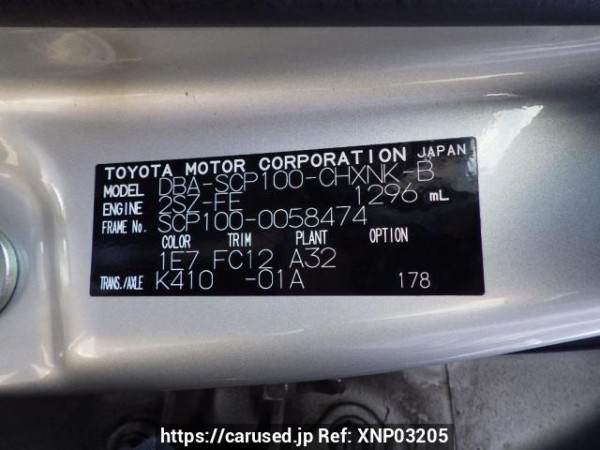 TOYOTA MOTOR CORPORATION JAPAN
MODEL DBA-SCP100-CHXNK-B
ENGINE 2SZ-FE 1296 mL
FRAME No. SCP100-0058474
COLOR TRIM PLANT OPTION
1E7 FC12 A32
TRANS./AXLE K410 -01A 178
https://carused.jp Ref: XNP03205